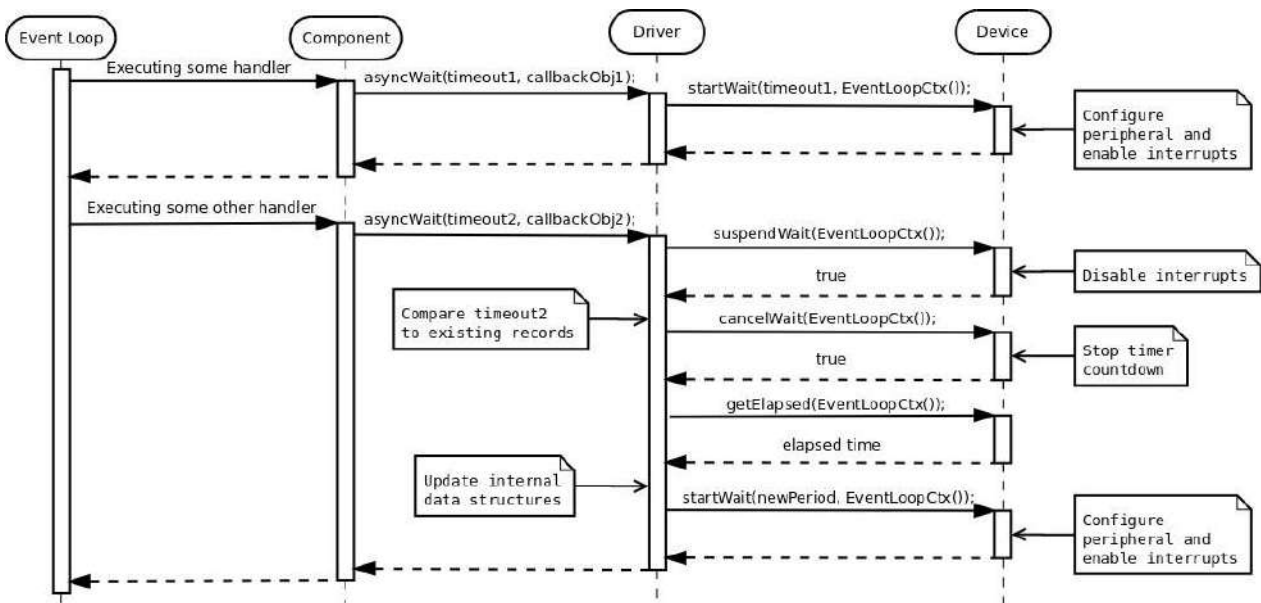 Event Loop
Component
Driver
Device
Executing some handler
asyncWait(timeout1, callbackObj1);
startWait(timeout1, EventLoopCtx());
Configure
peripheral and
enable interrupts
Executing some other handler
asyncWait(timeout2, callbackObj2);
suspendWait(EventLoopCtx());
Disable interrupts
true
Compare timeout2
to existing records
cancelWait(EventLoopCtx());
Stop timer
countdown
true
getElapsed(EventLoopCtx());
elapsed time
Update internal
data structures
startWait(newPeriod, EventLoopCtx());
Configure
peripheral and
enable interrupts